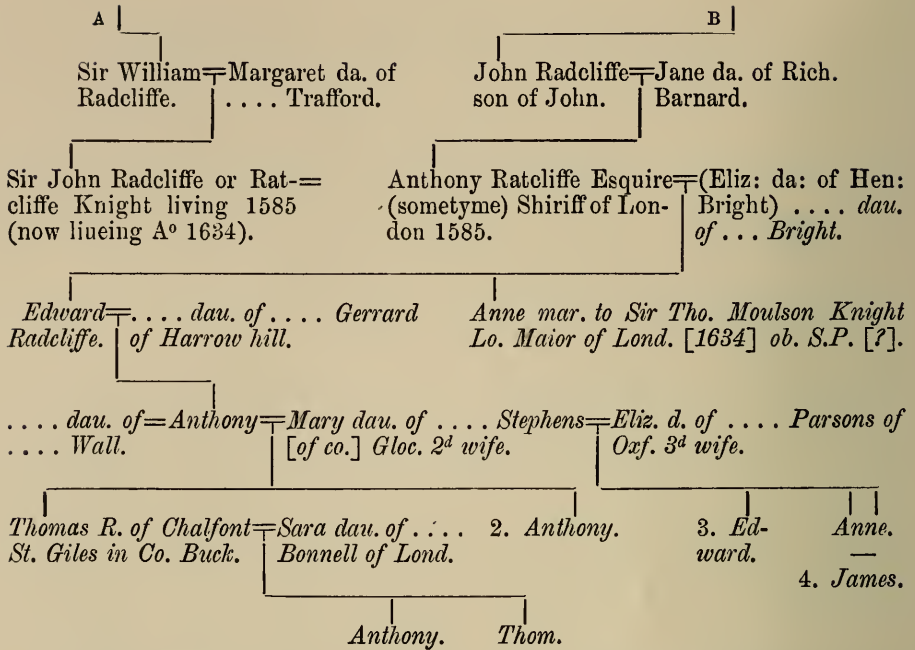 A B
Sir William=Margaret da. of John Radcliffe=Jane da. of Rich.
Radcliffe. . . . . Trafford. son of John. Barnard.
Sir John Radcliffe or Rat-= Anthony Ratcliffe Esquire=(Eliz: da: of Hen:
cliffe Knight living 1585 (sometyme) Shiriff of Lon- Bright) . . . . dau.
(now liueing Aº 1634). don 1585. of . . . Bright.
Edward=. . . . dau. of . . . . Gerrard Anne mar. to Sir Tho. Moulson Knight
Radcliffe. of Harrow hill. Lo. Maior of Lond. [1634] ob. S.P. [?].
. . . . dau. of=Anthony=Mary dau. of . . . . Stephens=Eliz. d. of . . . . Parsons of
. . . . Wall. [of co.] Gloc. 2d wife. Oxf. 3d wife.
Thomas R. of Chalfont=Sara dau. of . . . . 2. Anthony. 3. Ed- Anne.
St. Giles in Co. Buck. Bonnell of Lond. ward. —
4. James.
Anthony. Thom.